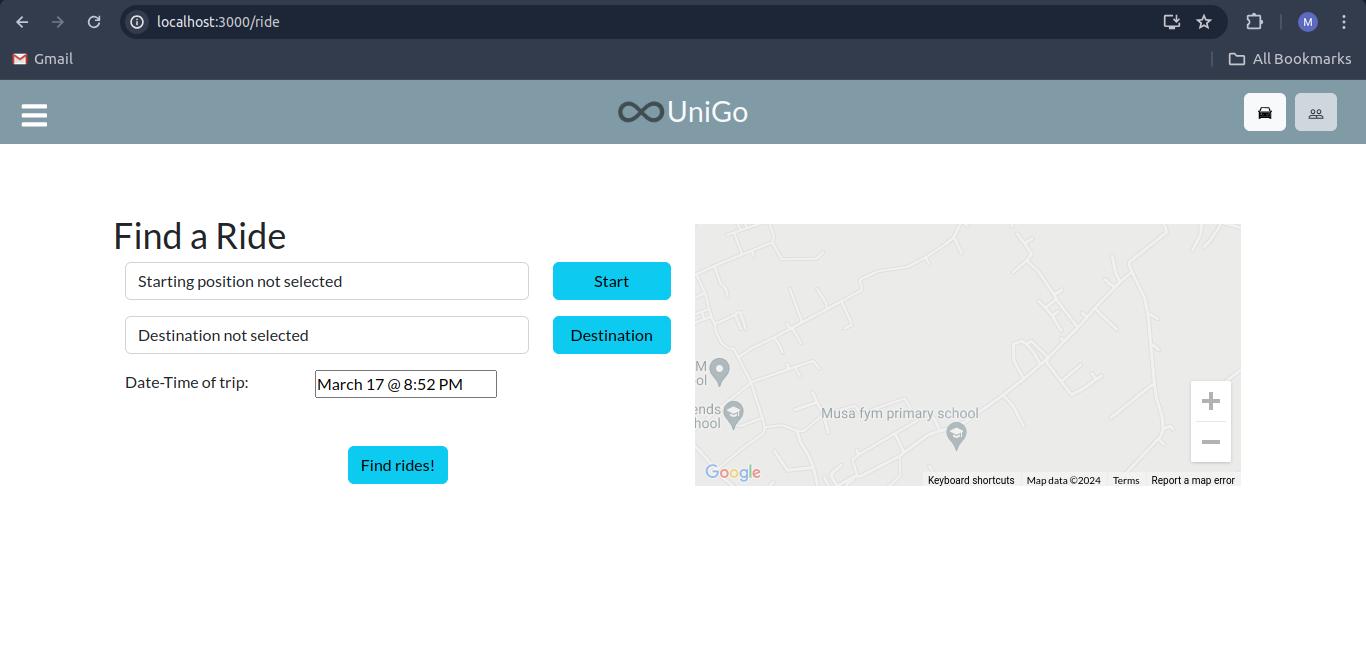 localhost:3000/ride
M
Gmail
All Bookmarks
UniGo
Find a Ride
Starting position not selected
Start
Destination not selected
Destination
Date-Time of trip:
March 17 @ 8:52 PM
Find rides!
M
ol
ends
hool
Musa fym primary school
Google
Keyboard shortcuts
Map data ©2024
Terms
Report a map error